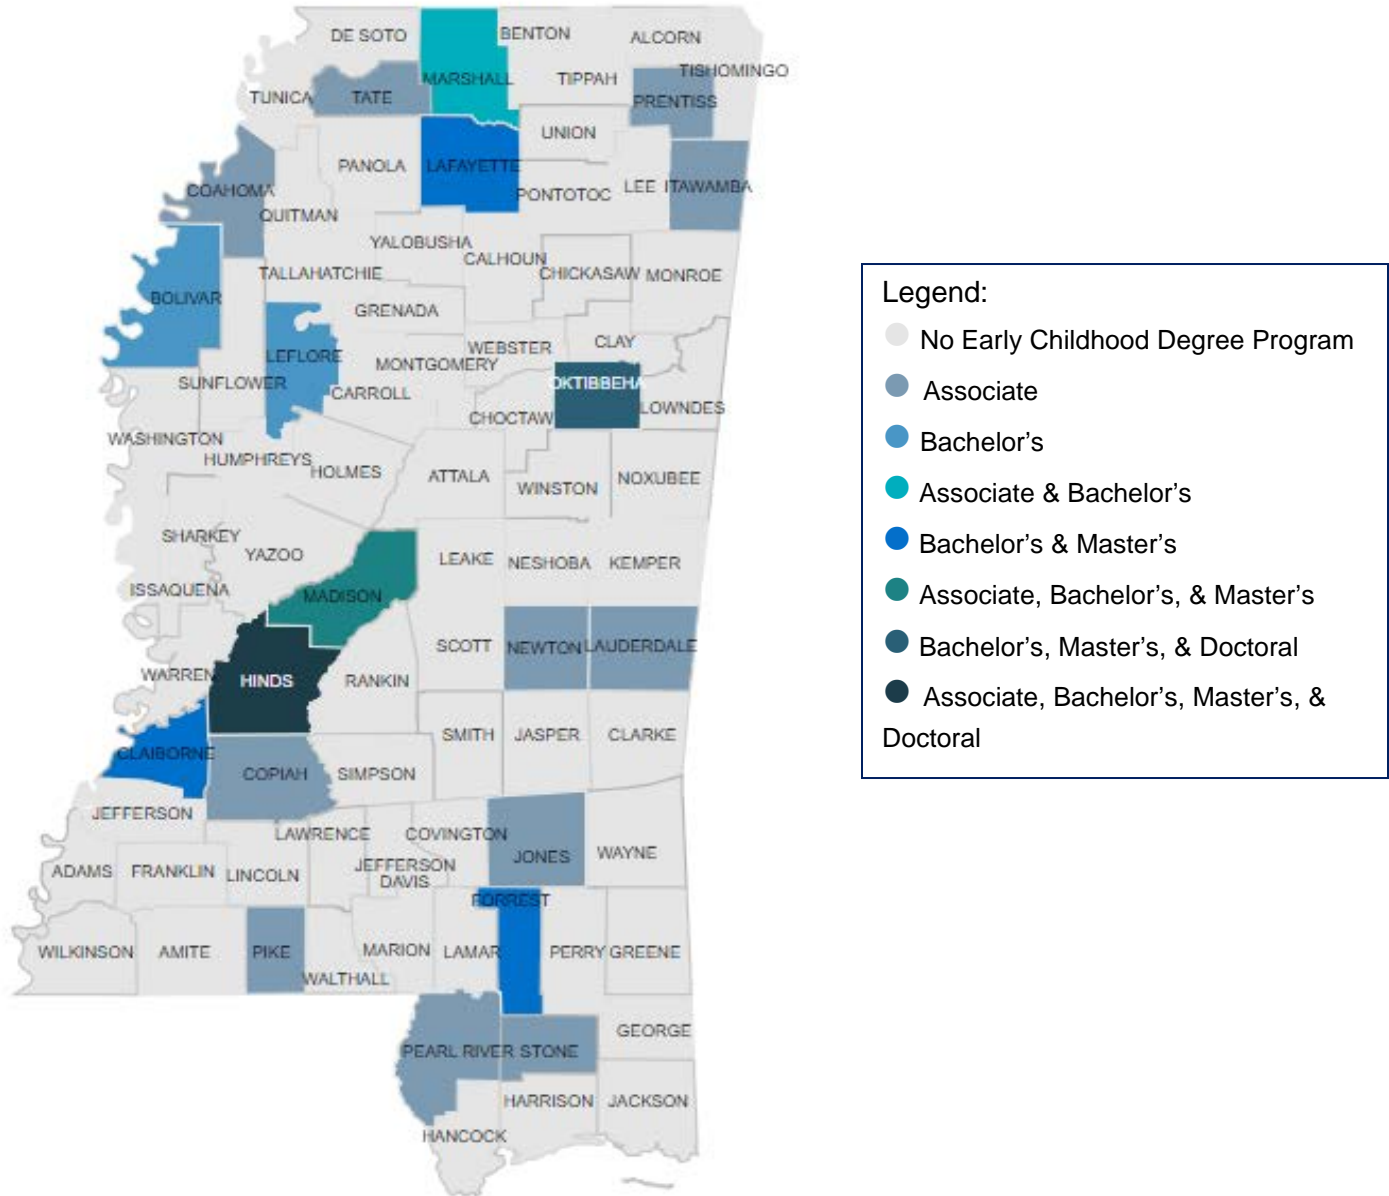 DE SOTO
BENTON
ALCORN
TISHOMINGO
MARSHALL
TIPPAH
TUNICA
TATE
PRENTISS
UNION
PANOLA
LAFAYETTE
COAHOMA
PONTOTOC
LEE
ITAWAMBA
QUITMAN
YALOBUSHA
CALHOUN
TALLAHATCHIE
CHICKASAW
MONROE
BOLIVAR
GRENADA
LEFLORE
WEBSTER
CLAY
MONTGOMERY
SUNFLOWER
CARROLL
OKTIBBEHA
CHOCTAW
LOWNDES
WASHINGTON
HUMPHREYS
HOLMES
ATTALA
WINSTON
NOXUBEE
SHARKEY
YAZOO
LEAKE
NESHOBA
KEMPER
ISSAQUENA
MADISON
SCOTT
NEWTON
LAUDERDALE
WARREN
HINDS
RANKIN
CLAIBORNE
COPIAH
SIMPSON
SMITH
JASPER
CLARKE
JEFFERSON
LAWRENCE
COVINGTON
JONES
WAYNE
ADAMS
FRANKLIN
LINCOLN
JEFFERSON
DAVIS
FORREST
WILKINSON
AMITE
PIKE
WALTHALL
MARION
LAMAR
PERRY
GREENE
PEARL RIVER
STONE
GEORGE
HARRISON
JACKSON
HANCOCK
Legend:
No Early Childhood Degree Program
Associate
Bachelor's
Associate & Bachelor's
Bachelor's & Master's
Associate, Bachelor's, & Master's
Bachelor's, Master's, & Doctoral
Associate, Bachelor's, Master's, &
Doctoral